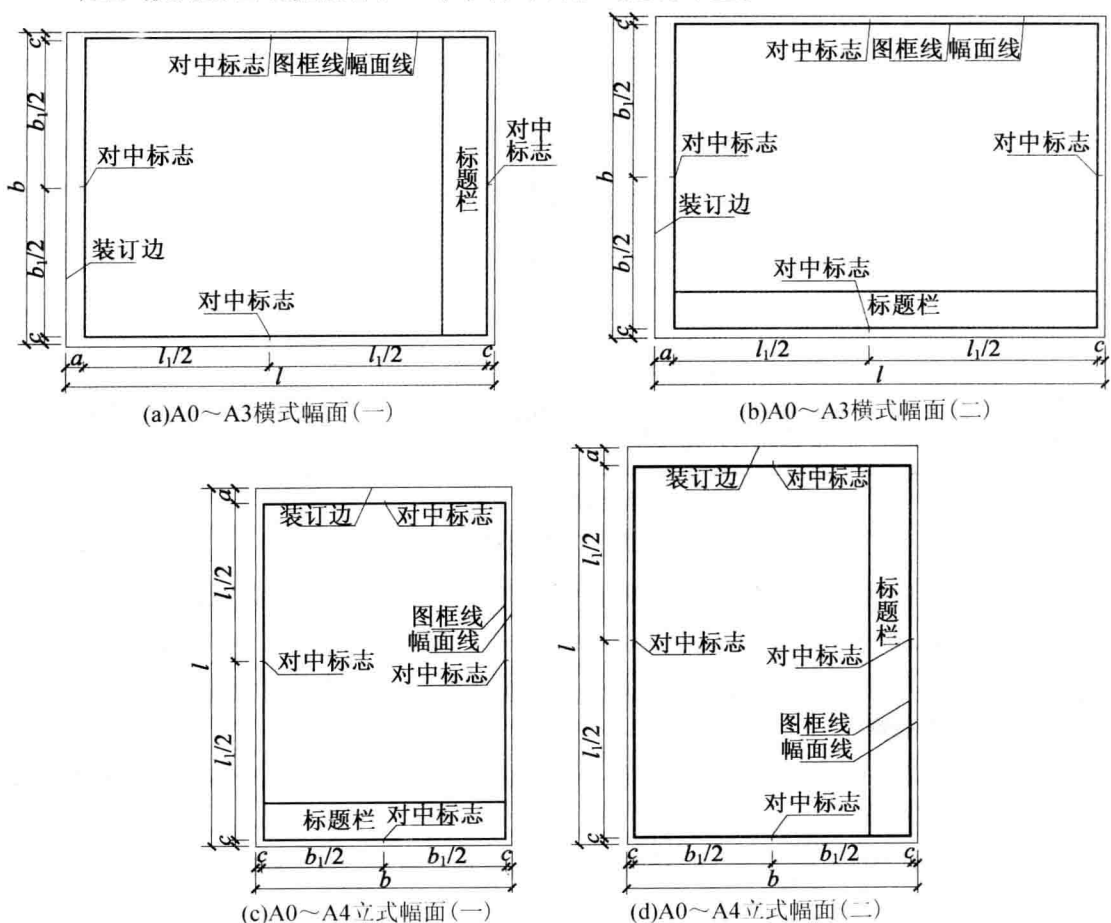 对中标志 图框线 幅面线
对中标志
标题栏
对中
标志
装订边
对中标志
c
b₁/2
b
b₁/2
c
a
l₁/2
l₁/2
c
l
(a)A0～A3横式幅面(一)
对中标志 图框线 幅面线
对中标志
对中标志
装订边
对中标志
标题栏
c
b₁/2
b
b₁/2
c
a
l₁/2
l₁/2
c
l
(b)A0～A3横式幅面(二)
a
装订边
对中标志
l₁/2
图框线
幅面线
l
对中标志
对中标志
l₁/2
标题栏
对中标志
c
c
b₁/2
b₁/2
c
b
(c)A0～A4立式幅面(一)
a
装订边
对中标志
l₁/2
标题栏
l
对中标志
对中标志
图框线
幅面线
l₁/2
对中标志
c
c
b₁/2
b₁/2
c
b
(d)A0～A4立式幅面(二)